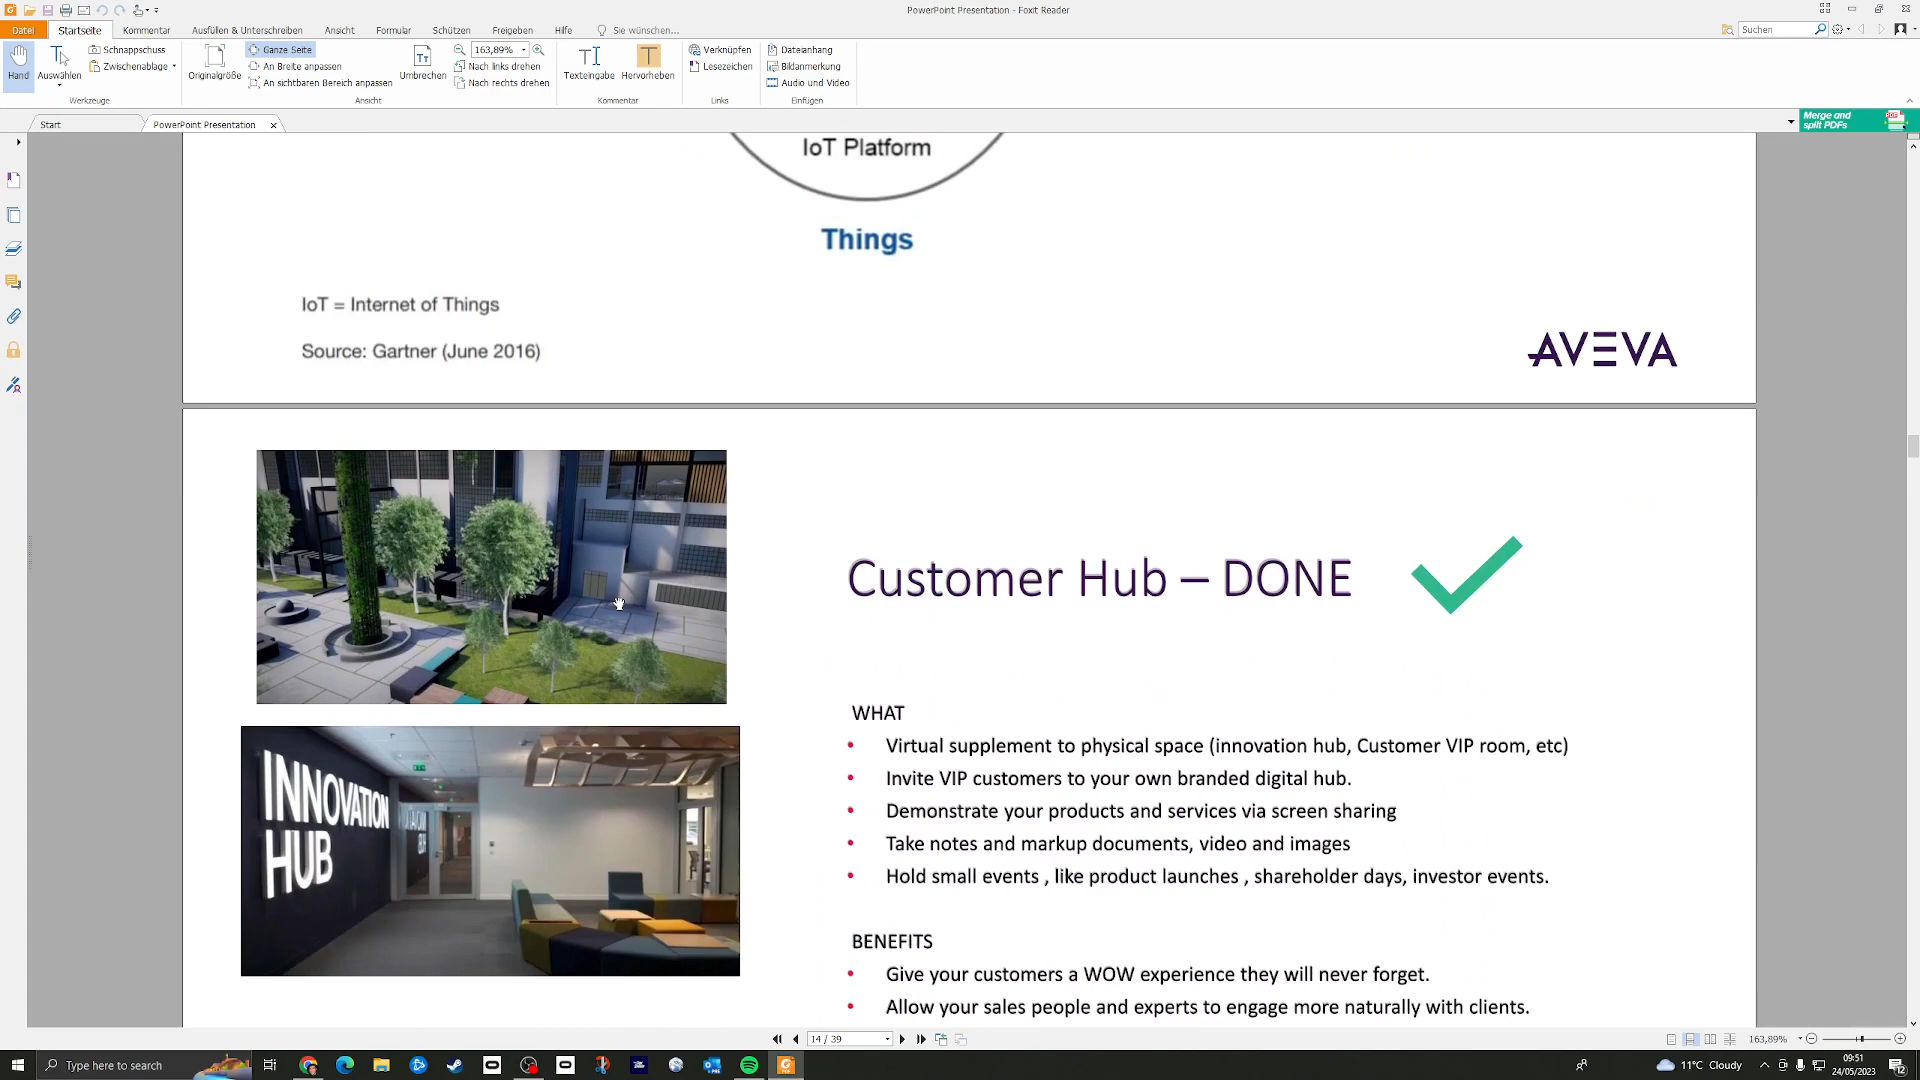 PowerPoint Presentation - Foxit Reader
Datei
Startseite
Kommentar
Ausfüllen & Unterschreiben
Ansicht
Formular
Schützen
Freigeben
Hilfe
Sie wünschen...
Suchen
Hand
Auswählen
Schnappschuss
Zwischenablage
Werkzeuge
Originalgröße
Ganze Seite
An Breite anpassen
An sichtbaren Bereich anpassen
Umbrechen
163,89%
Nach links drehen
Nach rechts drehen
Ansicht
Texteingabe
Hervorheben
Kommentar
Verknüpfen
Lesezeichen
Links
Dateianhang
Bildanmerkung
Audio und Video
Einfügen
Start
PowerPoint Presentation
Merge and
split PDFs
IoT Platform
Things
IoT = Internet of Things
Source: Gartner (June 2016)
AVEVA
Customer Hub – DONE
INNOVATION
HUB
WHAT
• Virtual supplement to physical space (innovation hub, Customer VIP room, etc)
• Invite VIP customers to your own branded digital hub.
• Demonstrate your products and services via screen sharing
• Take notes and markup documents, video and images
• Hold small events , like product launches , shareholder days, investor events.
BENEFITS
• Give your customers a WOW experience they will never forget.
• Allow your sales people and experts to engage more naturally with clients.
14 / 39
163,89%
Type here to search
11°C Cloudy
09:51
24/05/2023